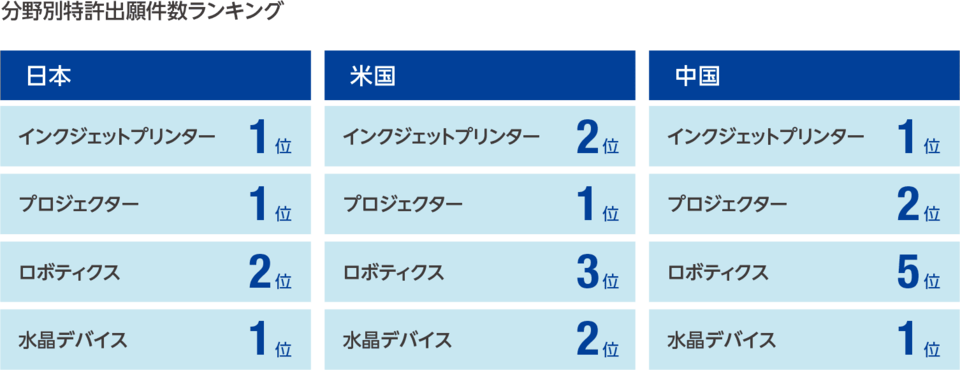 分野別特許出願件数ランキング
日本
インクジェットプリンター 1位
プロジェクター 1位
ロボティクス 2位
水晶デバイス 1位
米国
インクジェットプリンター 2位
プロジェクター 1位
ロボティクス 3位
水晶デバイス 2位
中国
インクジェットプリンター 1位
プロジェクター 2位
ロボティクス 5位
水晶デバイス 1位